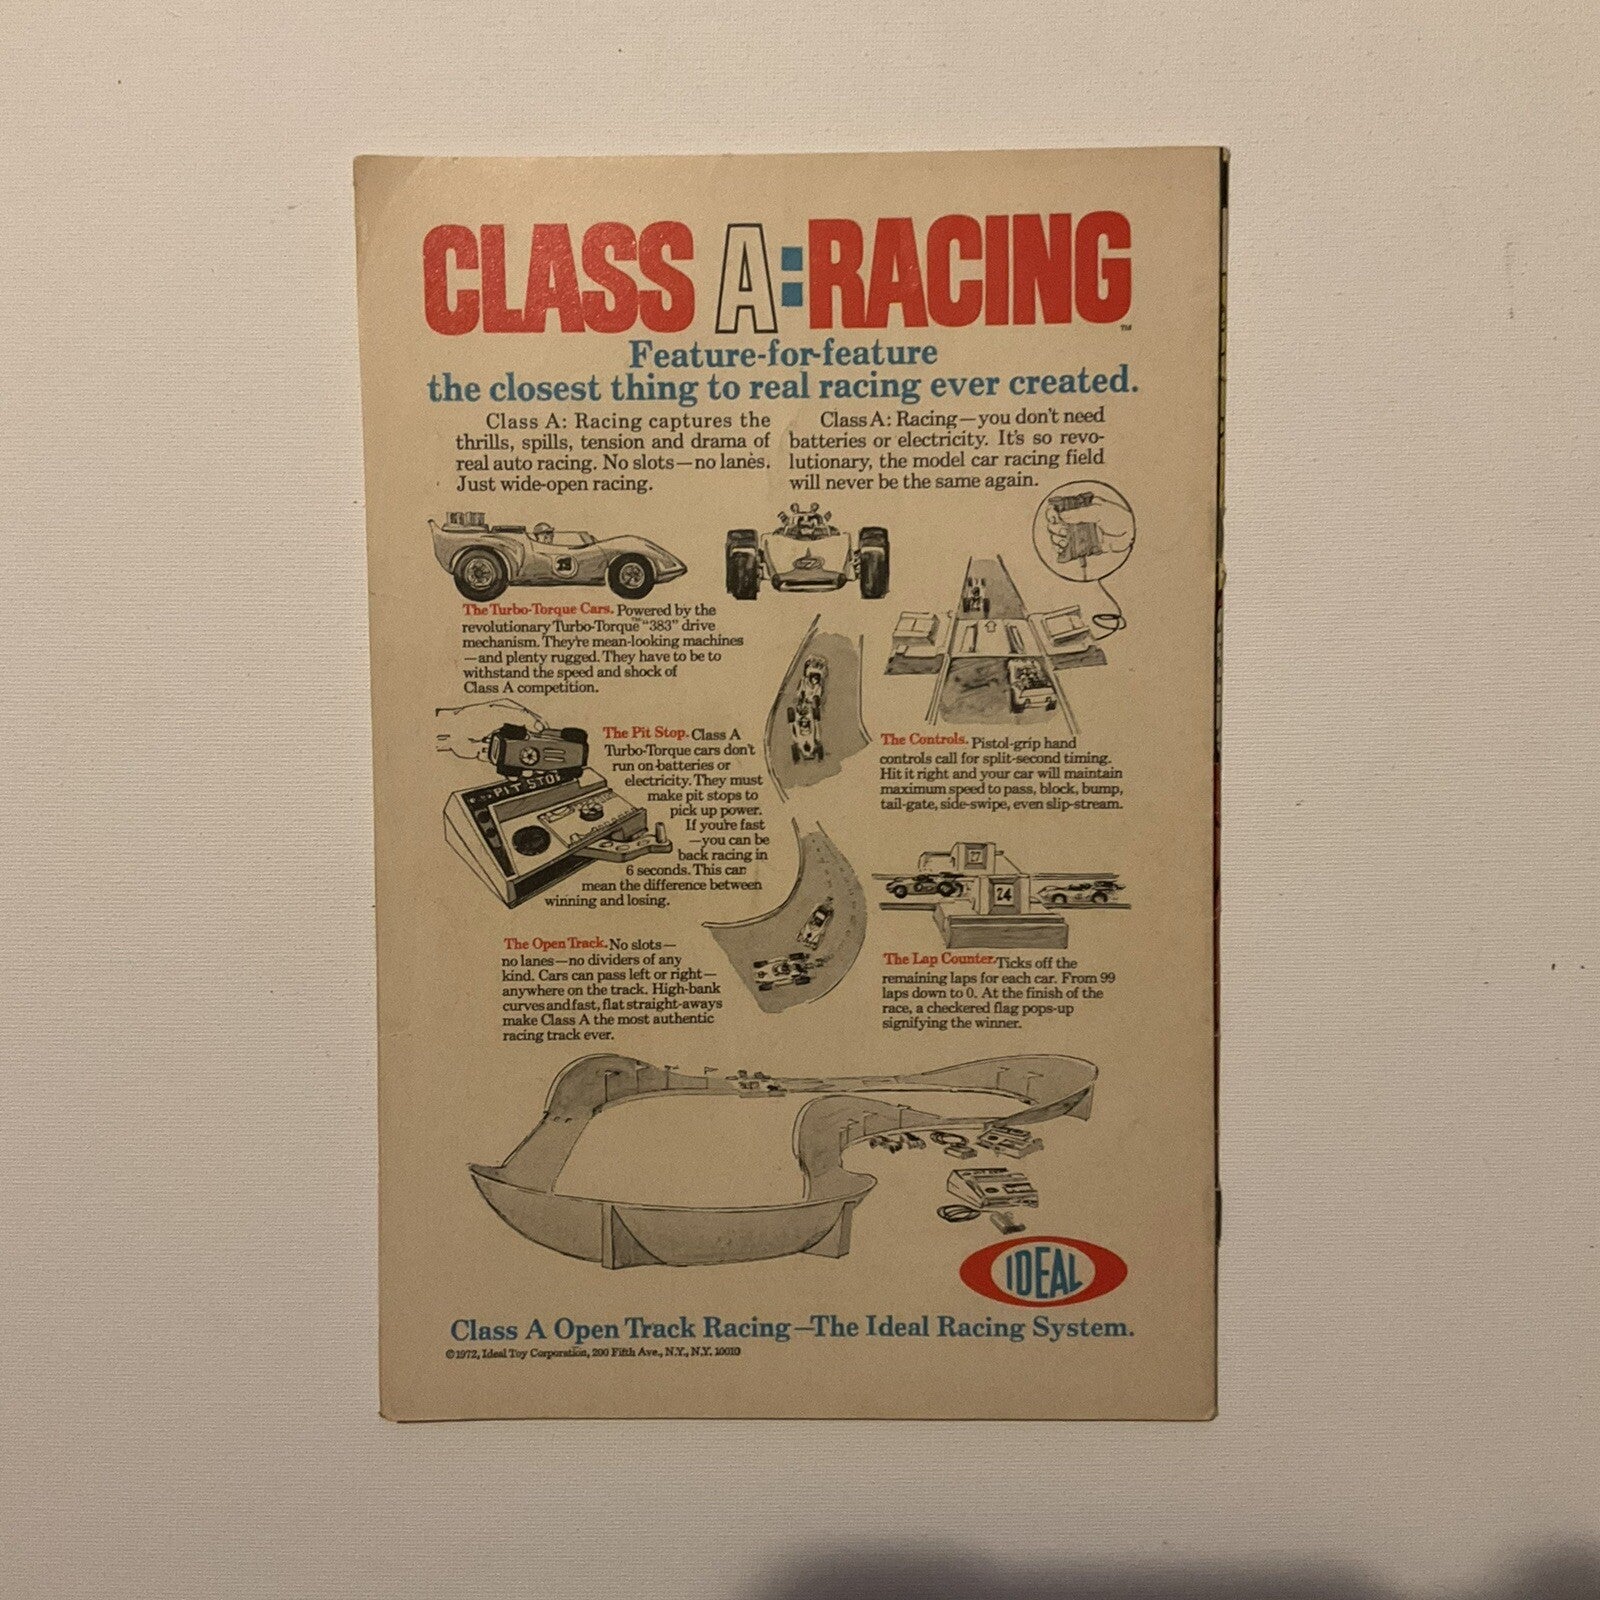 CLASS A:RACING
TM
Feature-for-feature
the closest thing to real racing ever created.
Class A: Racing captures the
thrills, spills, tension and drama of
real auto racing. No slots—no lanes.
Just wide-open racing.
Class A: Racing—you don't need
batteries or electricity. It's so revo-
lutionary, the model car racing field
will never be the same again.
The Turbo-Torque Cars. Powered by the
revolutionary Turbo-Torque™ "383" drive
mechanism. They're mean-looking machines
—and plenty rugged. They have to be to
withstand the speed and shock of
Class A competition.
PIT STOP
The Pit Stop. Class A
Turbo-Torque cars don't
run on batteries or
electricity. They must
make pit stops to
pick up power.
If you're fast
—you can be
back racing in
6 seconds. This can
mean the difference between
winning and losing.
The Controls. Pistol-grip hand
controls call for split-second timing.
Hit it right and your car will maintain
maximum speed to pass, block, bump,
tail-gate, side-swipe, even slip-stream.
27
24
The Open Track. No slots—
no lanes—no dividers of any
kind. Cars can pass left or right—
anywhere on the track. High-bank
curves and fast, flat straight-aways
make Class A the most authentic
racing track ever.
The Lap Counter. Ticks off the
remaining laps for each car. From 99
laps down to 0. At the finish of the
race, a checkered flag pops-up
signifying the winner.
IDEAL
Class A Open Track Racing—The Ideal Racing System.
©1972, Ideal Toy Corporation, 200 Fifth Ave., N.Y., N.Y. 10010